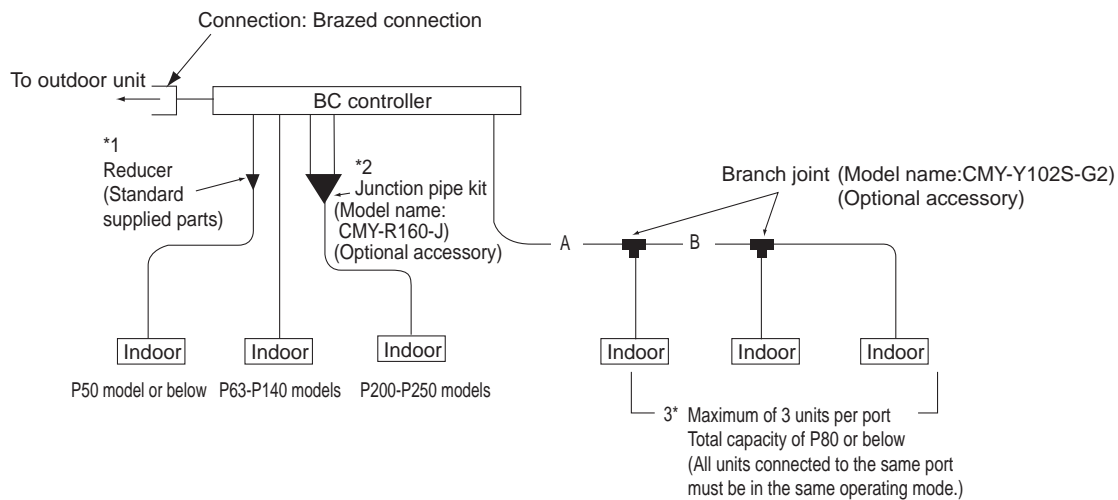 Connection: Brazed connection
To outdoor unit
BC controller
*1
Reducer
(Standard
supplied parts)
*2
Junction pipe kit
(Model name:
CMY-R160-J)
(Optional accessory)
Branch joint (Model name:CMY-Y102S-G2)
(Optional accessory)
A
B
Indoor
Indoor
Indoor
Indoor
Indoor
Indoor
P50 model or below
P63-P140 models
P200-P250 models
3* Maximum of 3 units per port
Total capacity of P80 or below
(All units connected to the same port
must be in the same operating mode.)